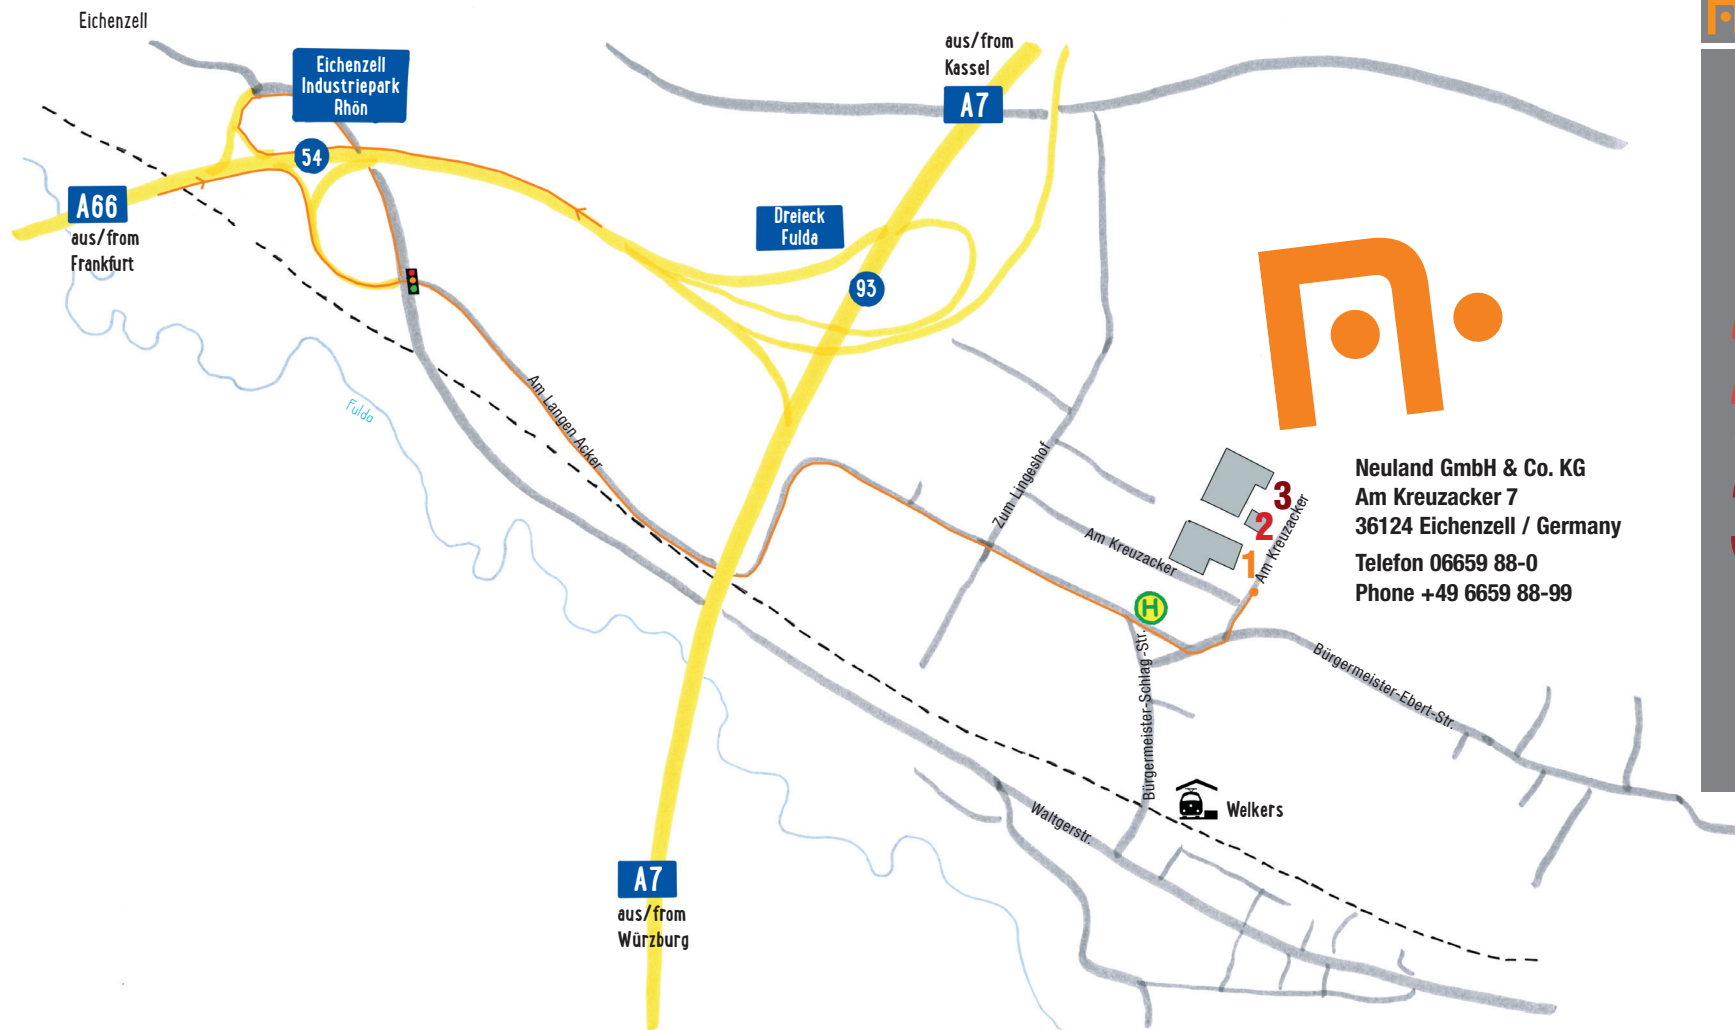 Eichenzell
Eichenzell
Industriepark
Rhön
54
A66
aus/from
Frankfurt
aus/from
Kassel
A7
Dreieck
Fulda
93
Fulda
Am Langen Acker
Zum Lingeshof
Am Kreuzacker
Am Kreuzacker
3
2
1
H
Neuland GmbH & Co. KG
Am Kreuzacker 7
36124 Eichenzell / Germany
Telefon 06659 88-0
Phone +49 6659 88-99
Bürgermeister-Schlag-Str.
Bürgermeister-Ebert-Str.
Welkers
Waltgerstr.
A7
aus/from
Würzburg